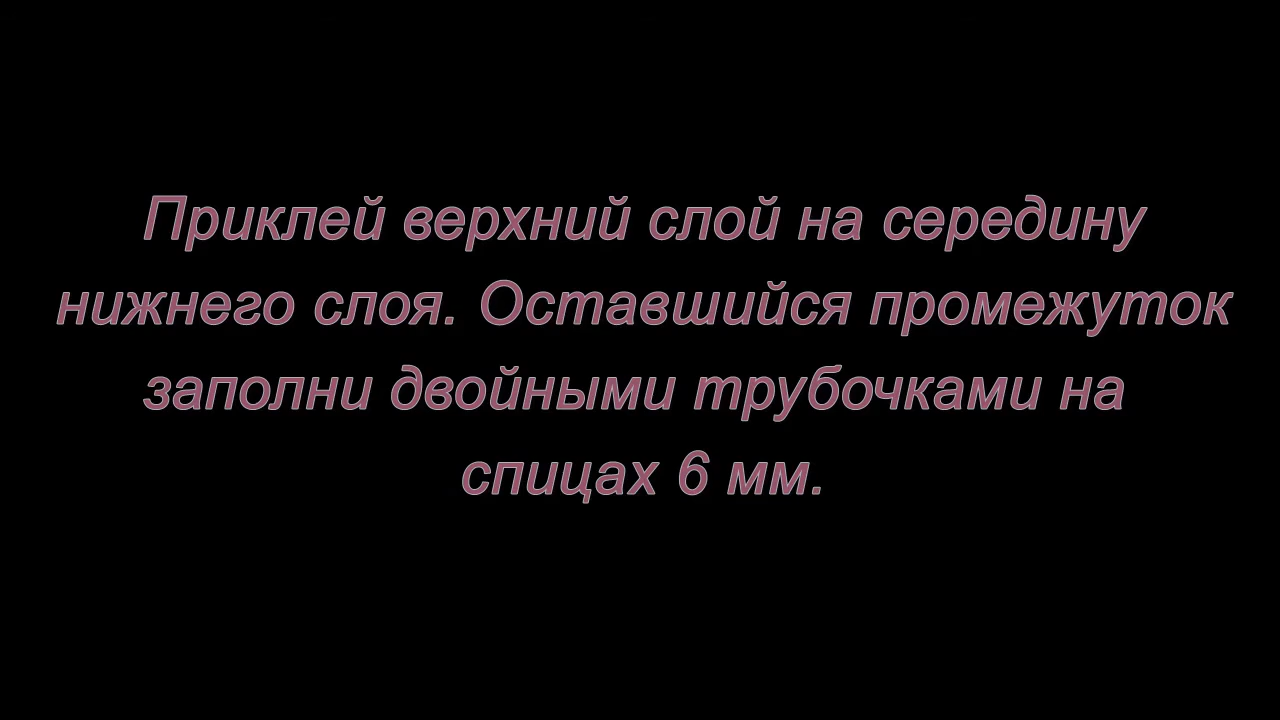 Приклей верхний слой на середину
нижнего слоя. Оставшийся промежуток
заполни двойными трубочками на
спицах 6 мм.